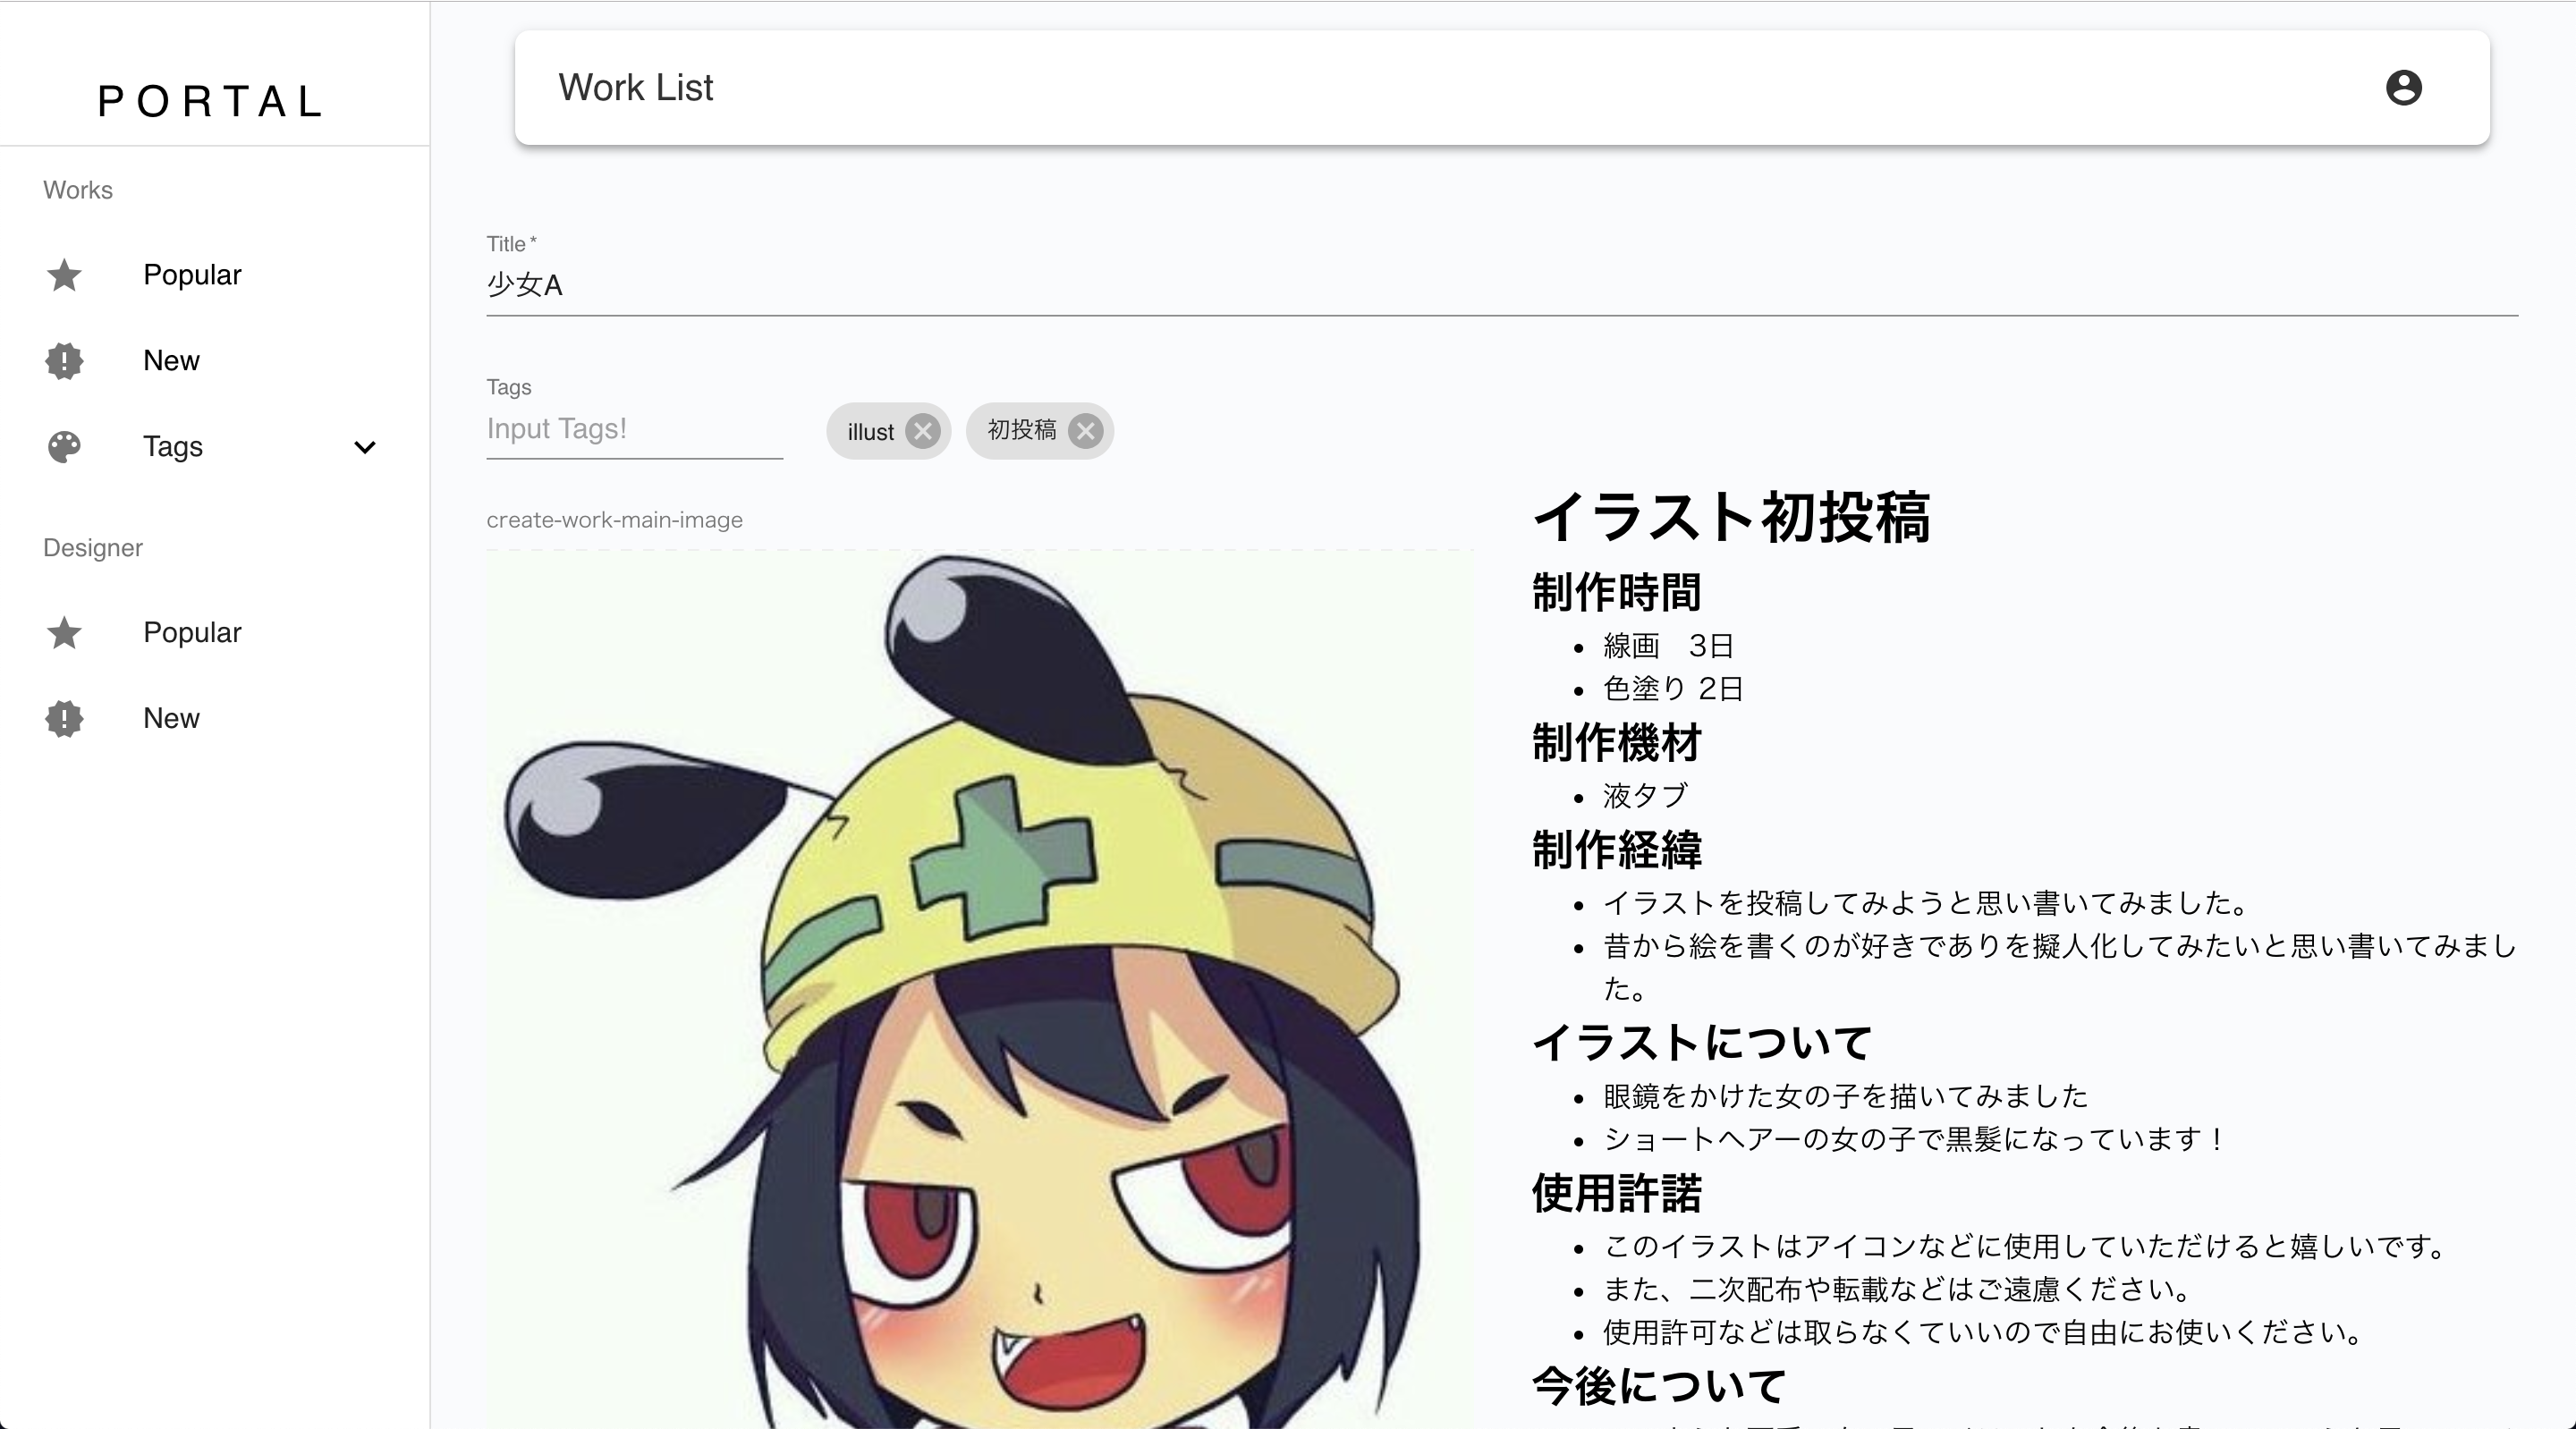 PORTAL
Works
Popular
New
Tags
Designer
Popular
New
Work List
Title *
少女A
Tags
Input Tags!
illust
初投稿
create-work-main-image
イラスト初投稿
制作時間
線画　3日
色塗り 2日
制作機材
液タブ
制作経緯
イラストを投稿してみようと思い書いてみました。
昔から絵を書くのが好きでありを擬人化してみたいと思い書いてみまし
た。
イラストについて
眼鏡をかけた女の子を描いてみました
ショートヘアーの女の子で黒髪になっています！
使用許諾
このイラストはアイコンなどに使用していただけると嬉しいです。
また、二次配布や転載などはご遠慮ください。
使用許可などは取らなくていいので自由にお使いください。
今後について